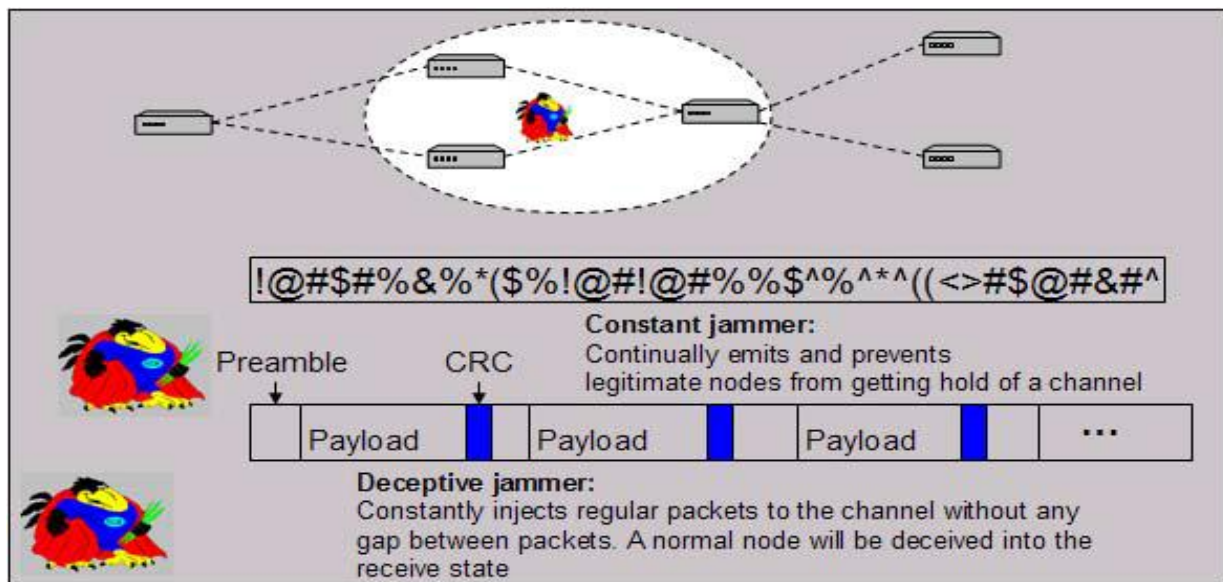 !@#$#%&%*($%!@#!@#%%$^%^*^((<>#$@#&#^
Constant jammer:
Continually emits and prevents
legitimate nodes from getting hold of a channel
Preamble CRC
Payload Payload Payload ...
Deceptive jammer:
Constantly injects regular packets to the channel without any
gap between packets. A normal node will be deceived into the
receive state